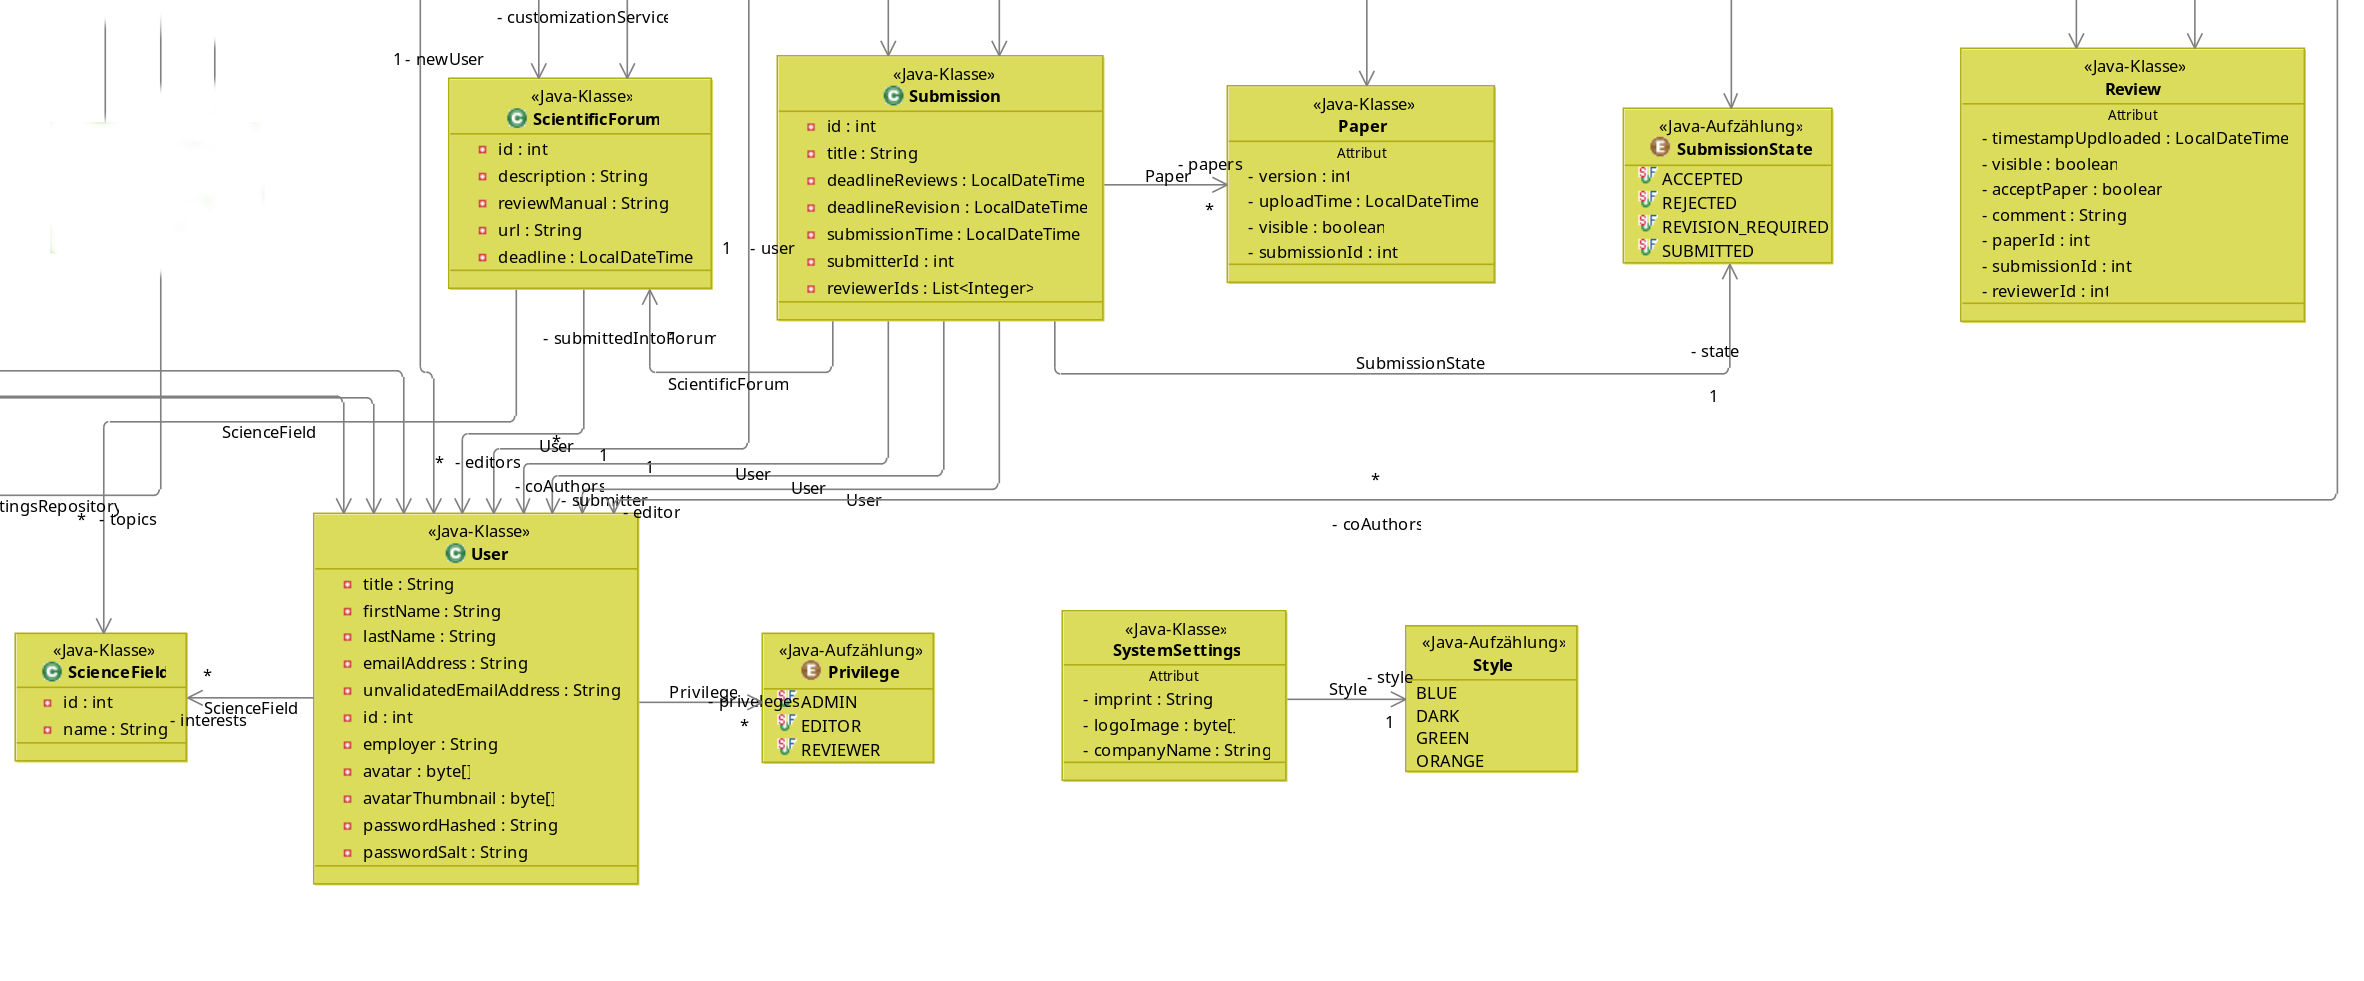 - customizationService
1 - newUser
«Java-Klasse»
ScientificForum
id : int
description : String
reviewManual : String
url : String
deadline : LocalDateTime
«Java-Klasse»
Submission
id : int
title : String
deadlineReviews : LocalDateTime
deadlineRevision : LocalDateTime
submissionTime : LocalDateTime
submitterId : int
reviewerIds : List<Integer>
1 - user
- papers
Paper
*
«Java-Klasse»
Paper
Attribut
- version : int
- uploadTime : LocalDateTime
- visible : boolean
- submissionId : int
«Java-Aufzählung»
SubmissionState
ACCEPTED
REJECTED
REVISION_REQUIRED
SUBMITTED
«Java-Klasse»
Review
Attribut
- timestampUpdloaded : LocalDateTime
- visible : boolean
- acceptPaper : boolean
- comment : String
- paperId : int
- submissionId : int
- reviewerId : int
- submittedIntoForum
ScientificForum
- state
SubmissionState
1
ScienceField
*
User
* - editors
1
1
User
- coAuthors
User
- submitter
User
- editor
*
- coAuthors
tingsRepository
* - topics
«Java-Klasse»
User
title : String
firstName : String
lastName : String
emailAddress : String
unvalidatedEmailAddress : String
id : int
employer : String
avatar : byte[]
avatarThumbnail : byte[]
passwordHashed : String
passwordSalt : String
«Java-Klasse»
ScienceField
id : int
name : String
*
ScienceField
- interests
Privilege
- priveleges
*
«Java-Aufzählung»
Privilege
ADMIN
EDITOR
REVIEWER
«Java-Klasse»
SystemSettings
Attribut
- imprint : String
- logoImage : byte[]
- companyName : String
- style
Style
1
«Java-Aufzählung»
Style
BLUE
DARK
GREEN
ORANGE